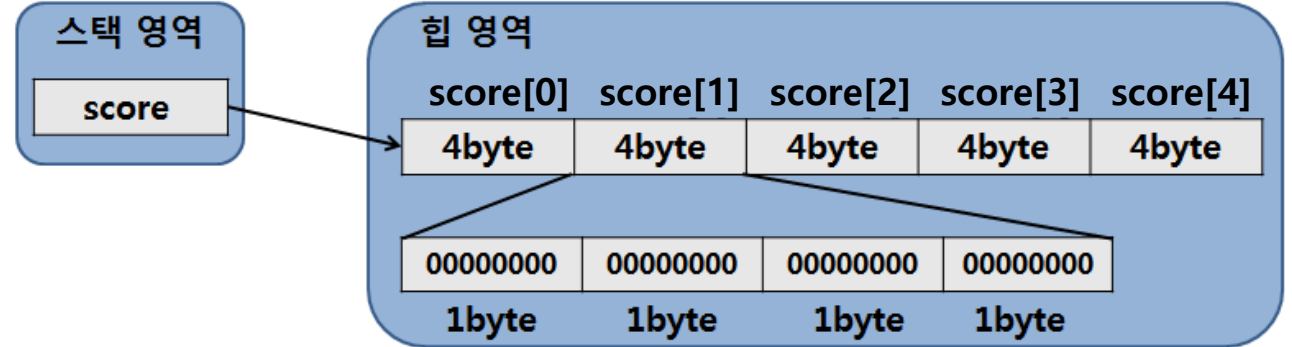 스택 영역
score
힙 영역
score[0] score[1] score[2] score[3] score[4]
4byte 4byte 4byte 4byte 4byte
00000000 00000000 00000000 00000000
1byte 1byte 1byte 1byte